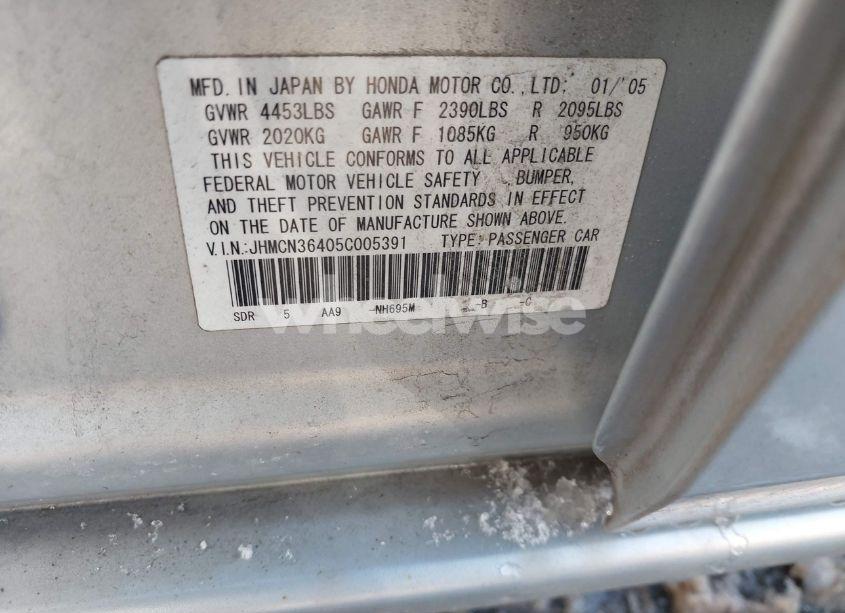 MFD. IN JAPAN BY HONDA MOTOR CO., LTD. 01/'05
GVWR 4453LBS GAWR F 2390LBS R 2095LBS
GVWR 2020KG GAWR F 1085KG R 950KG
THIS VEHICLE CONFORMS TO ALL APPLICABLE
FEDERAL MOTOR VEHICLE SAFETY , BUMPER,
AND THEFT PREVENTION STANDARDS IN EFFECT
ON THE DATE OF MANUFACTURE SHOWN ABOVE.
V.I.N.:JHMCN36405C005391 TYPE:PASSENGER CAR
SDR 5 AA9 -NH695M -B -C
wheelwise